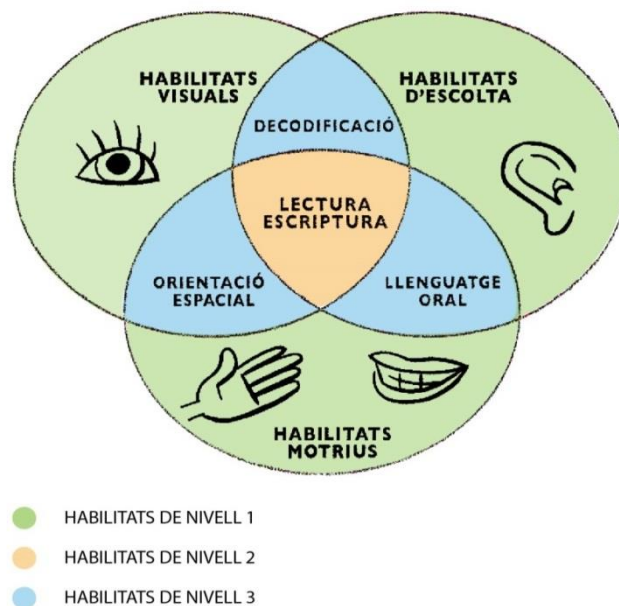 HABILITATS
VISUALS
HABILITATS
D'ESCOLTA
DECODIFICACIÓ
LECTURA
ESCRIPTURA
ORIENTACIÓ
ESPACIAL
LLENGUATGE
ORAL
HABILITATS
MOTRIUS
HABILITATS DE NIVELL 1
HABILITATS DE NIVELL 2
HABILITATS DE NIVELL 3